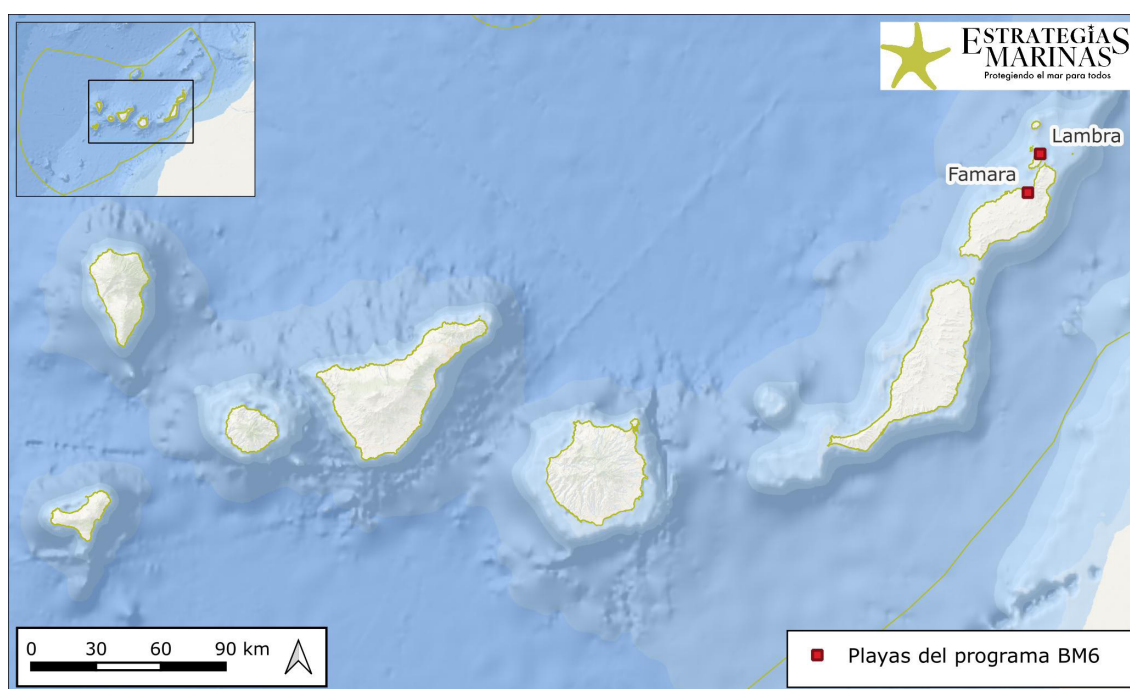 ESTRATEGIAS
MARINAS
Protegiendo el mar para todos
Lambra
Famara
0 30 60 90 km
Playas del programa BM6